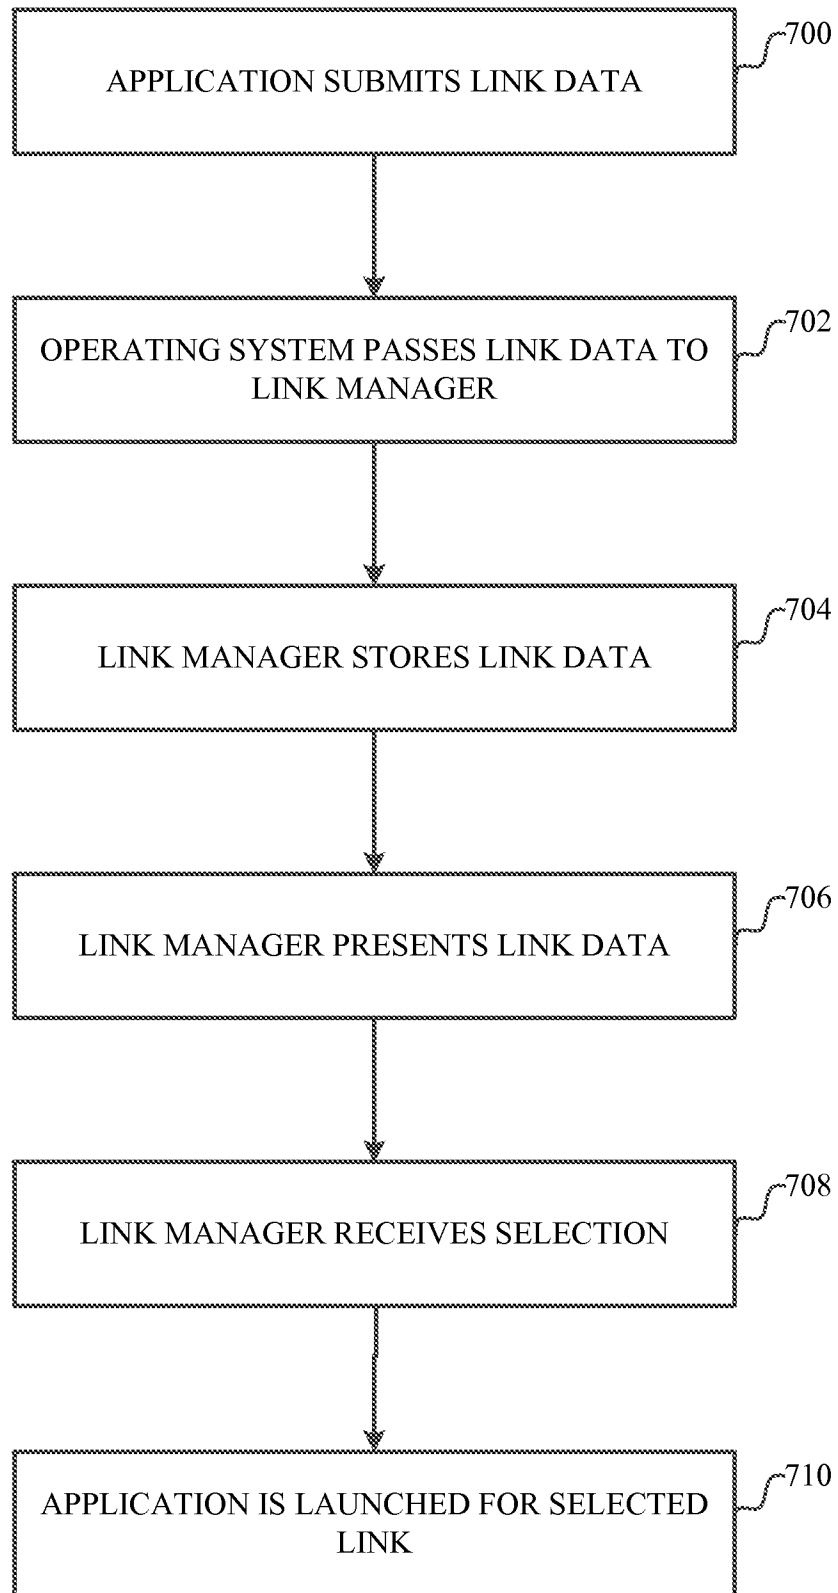 700
APPLICATION SUBMITS LINK DATA
702
OPERATING SYSTEM PASSES LINK DATA TO
LINK MANAGER
704
LINK MANAGER STORES LINK DATA
706
LINK MANAGER PRESENTS LINK DATA
708
LINK MANAGER RECEIVES SELECTION
710
APPLICATION IS LAUNCHED FOR SELECTED
LINK